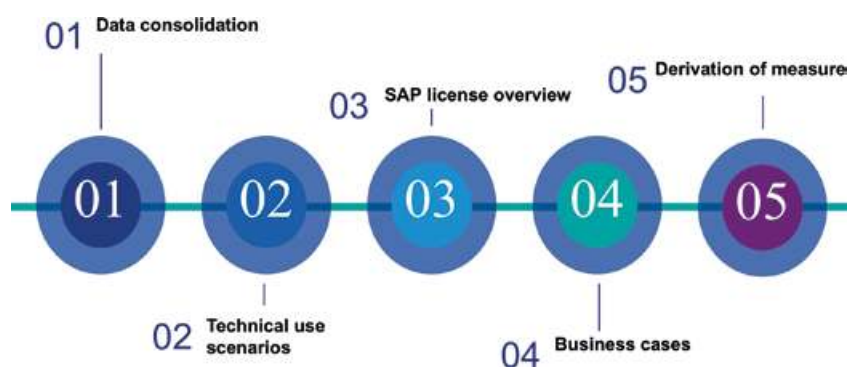 01 Data consolidation
03 SAP license overview
05 Derivation of measure
01 02 03 04 05
02 Technical use
scenarios
04 Business cases